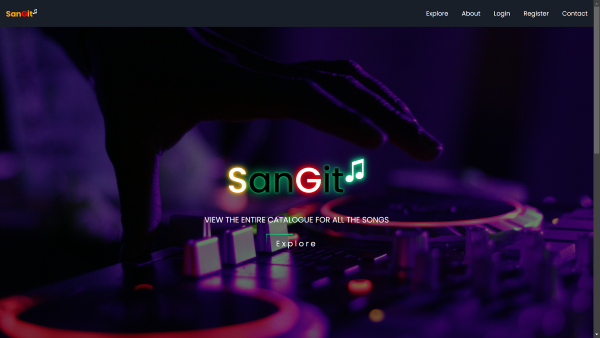 SanGit
Explore
About
Login
Register
Contact
SanGit
VIEW THE ENTIRE CATALOGUE FOR ALL THE SONGS
Explore